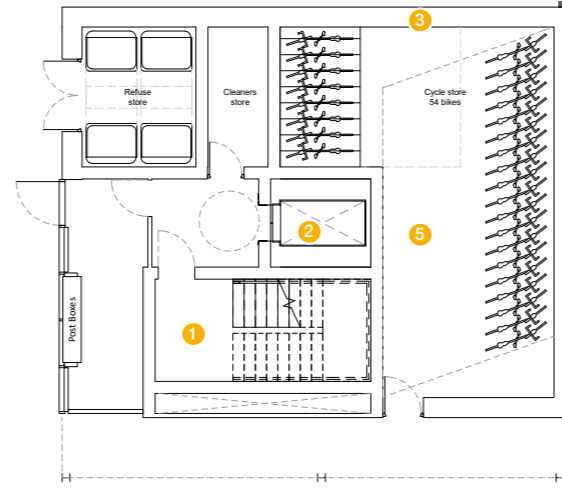 3
Refuse
store
Cleaners
store
Cycle store
54 bikes
2
5
Post Boxes
1